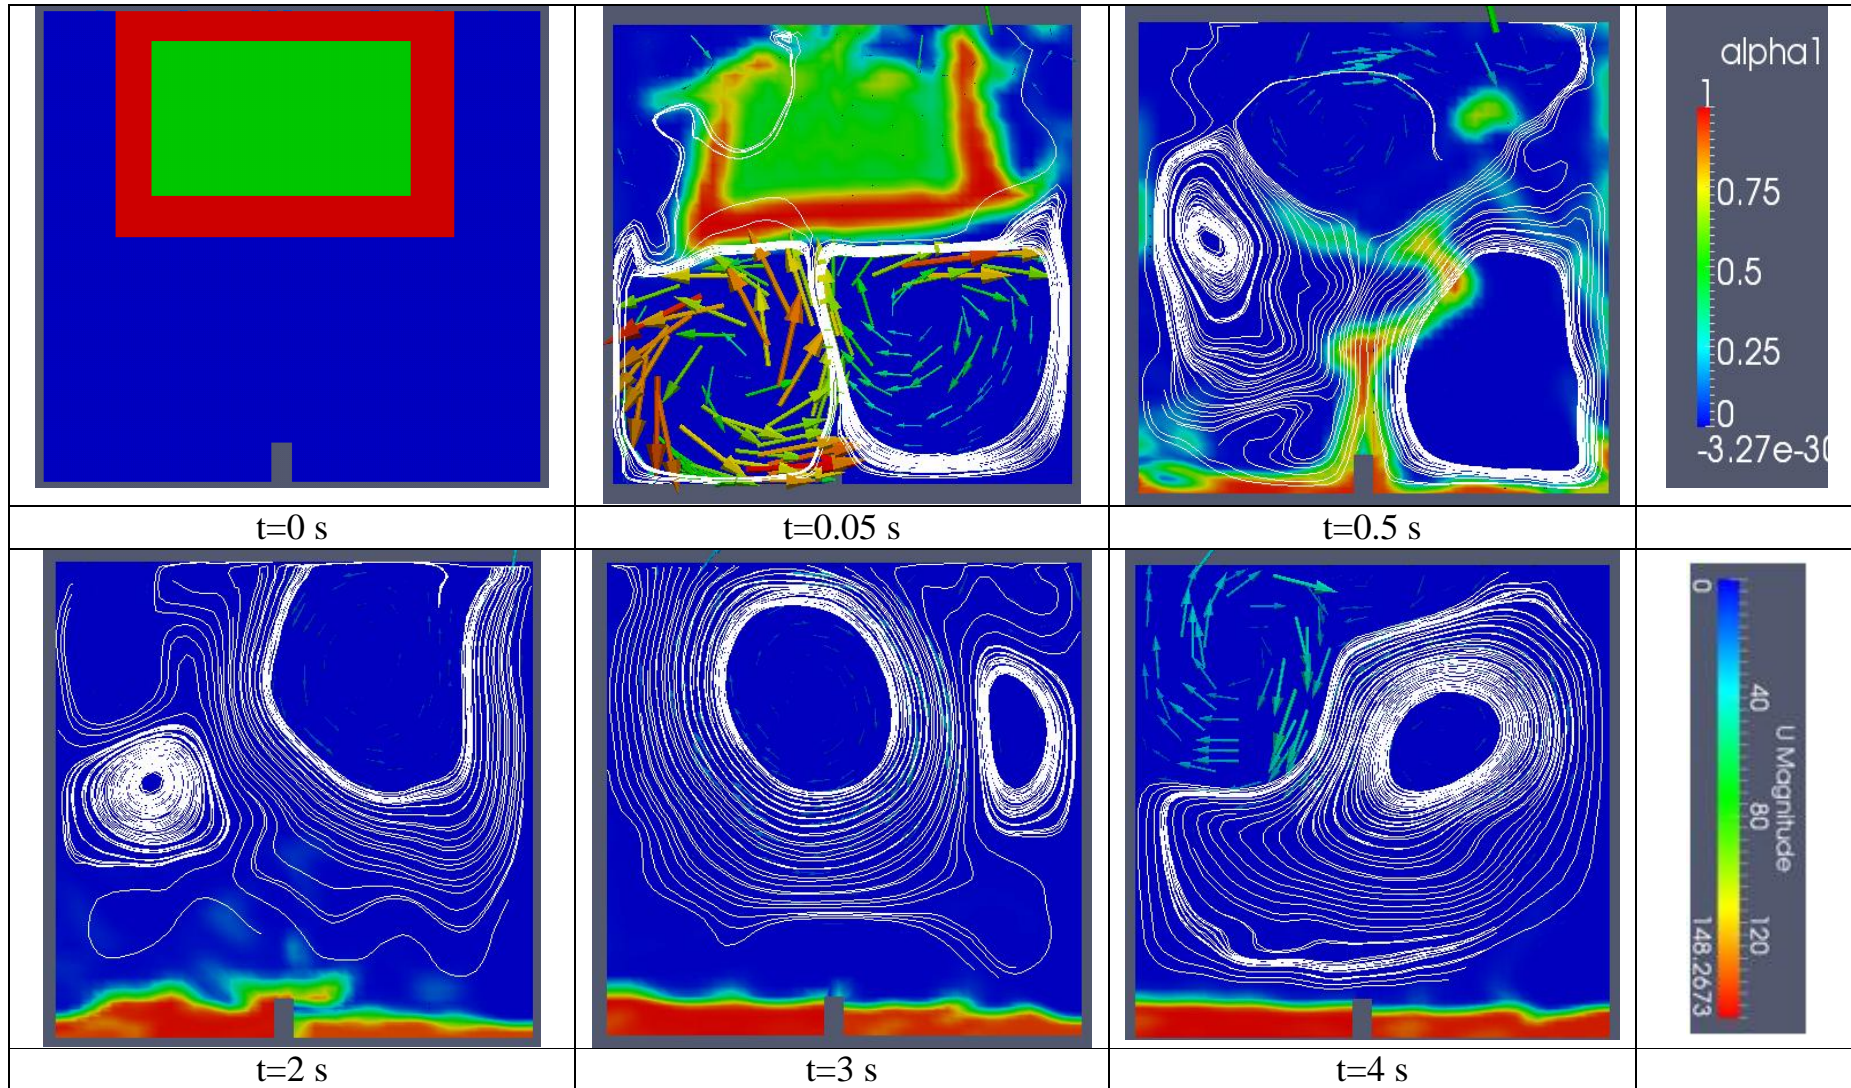 alpha1
1
0.75
0.5
0.25
0
-3.27e-30
t=0 s
t=0.05 s
t=0.5 s
0
40
80
120
148.2673
U Magnitude
t=2 s
t=3 s
t=4 s